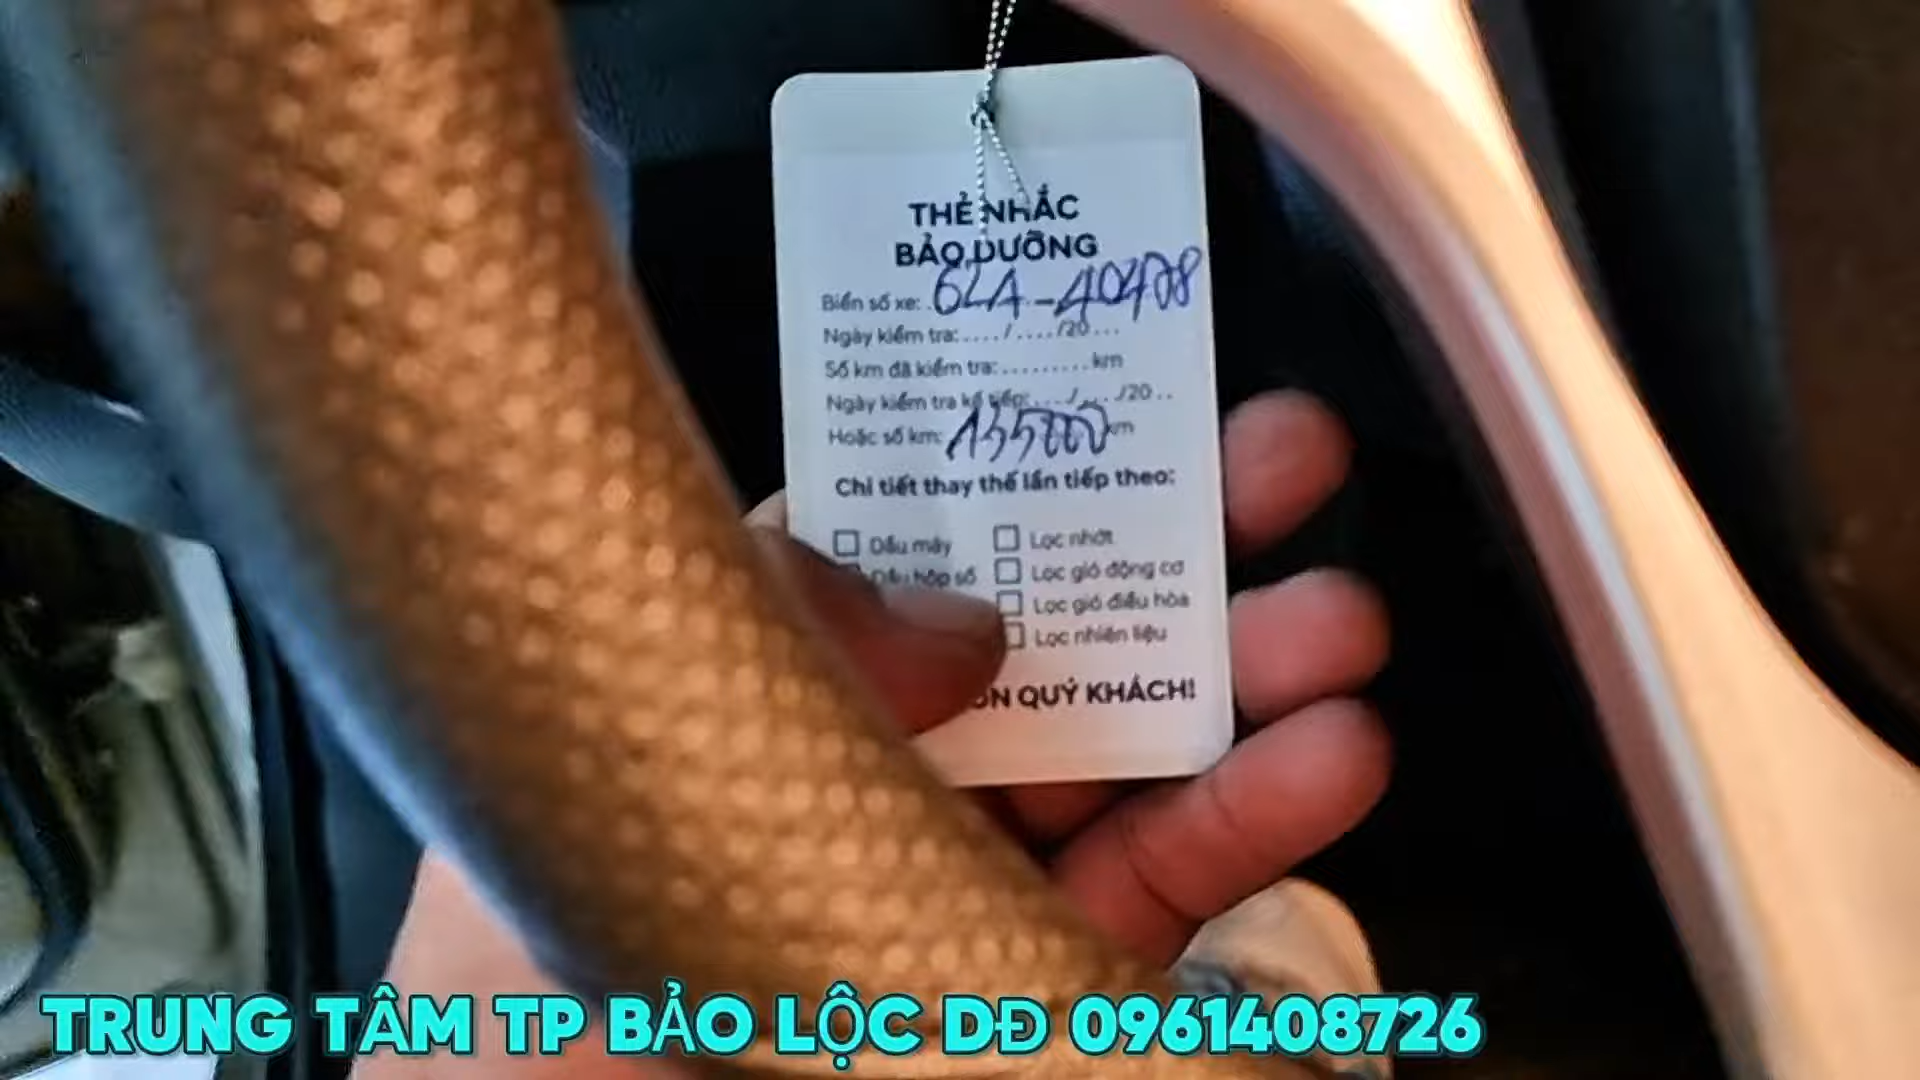 THẺ NHẮC
BẢO DƯỠNG
Biển số xe: 62A-40408
Ngày kiểm tra:..../..../20...
Số km đã kiểm tra:.........km
Ngày kiểm tra kế tiếp:..../..../20..
Hoặc số km: 135000 km
Chi tiết thay thế lần tiếp theo:
Dầu máy
Lọc nhớt
Dầu hộp số
Lọc gió động cơ
Lọc gió điều hòa
Lọc nhiên liệu
QUÝ KHÁCH!
TRUNG TÂM TP BẢO LỘC DĐ 0961408726